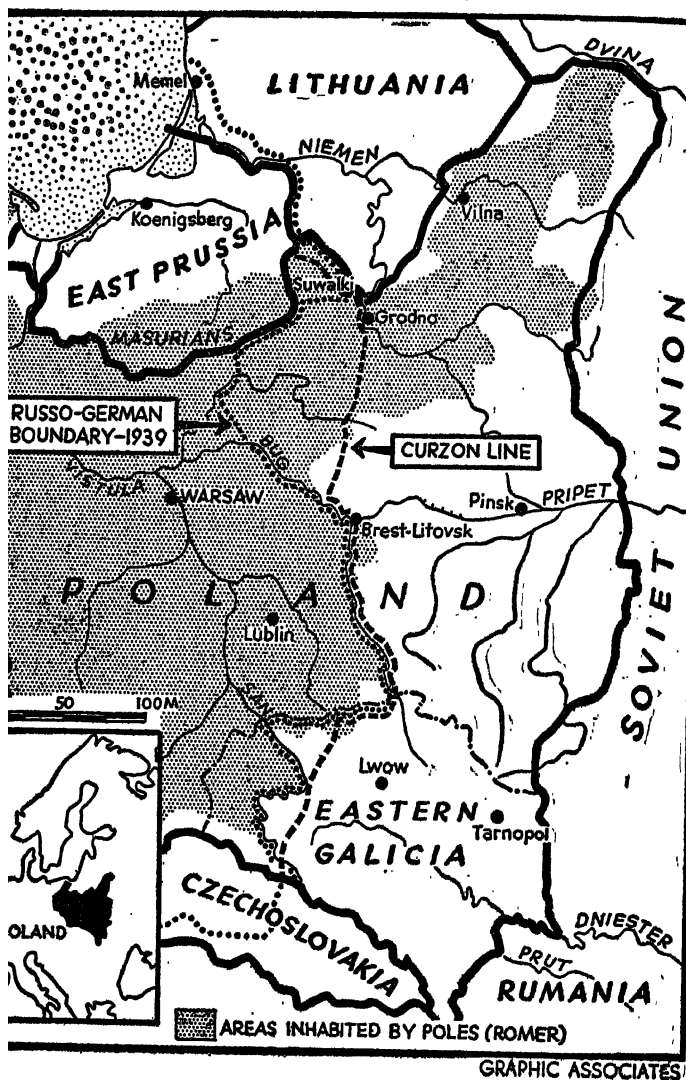 DVINA
Memel
LITHUANIA
NIEMEN
Vilna
Koenigsberg
EAST PRUSSIA
Suwalki
Grodno
MASURIANS
RUSSO-GERMAN
BOUNDARY-1939
BUG
CURZON LINE
VISTULA
WARSAW
Pinsk
PRIPET
Brest-Litovsk
SOVIET UNION
POLAND
Lublin
50 100M
SAN
Lwow
EASTERN
GALICIA
Tarnopol
CZECHOSLOVAKIA
OLAND
DNIESTER
PRUT
RUMANIA
AREAS INHABITED BY POLES (ROMER)
GRAPHIC ASSOCIATES